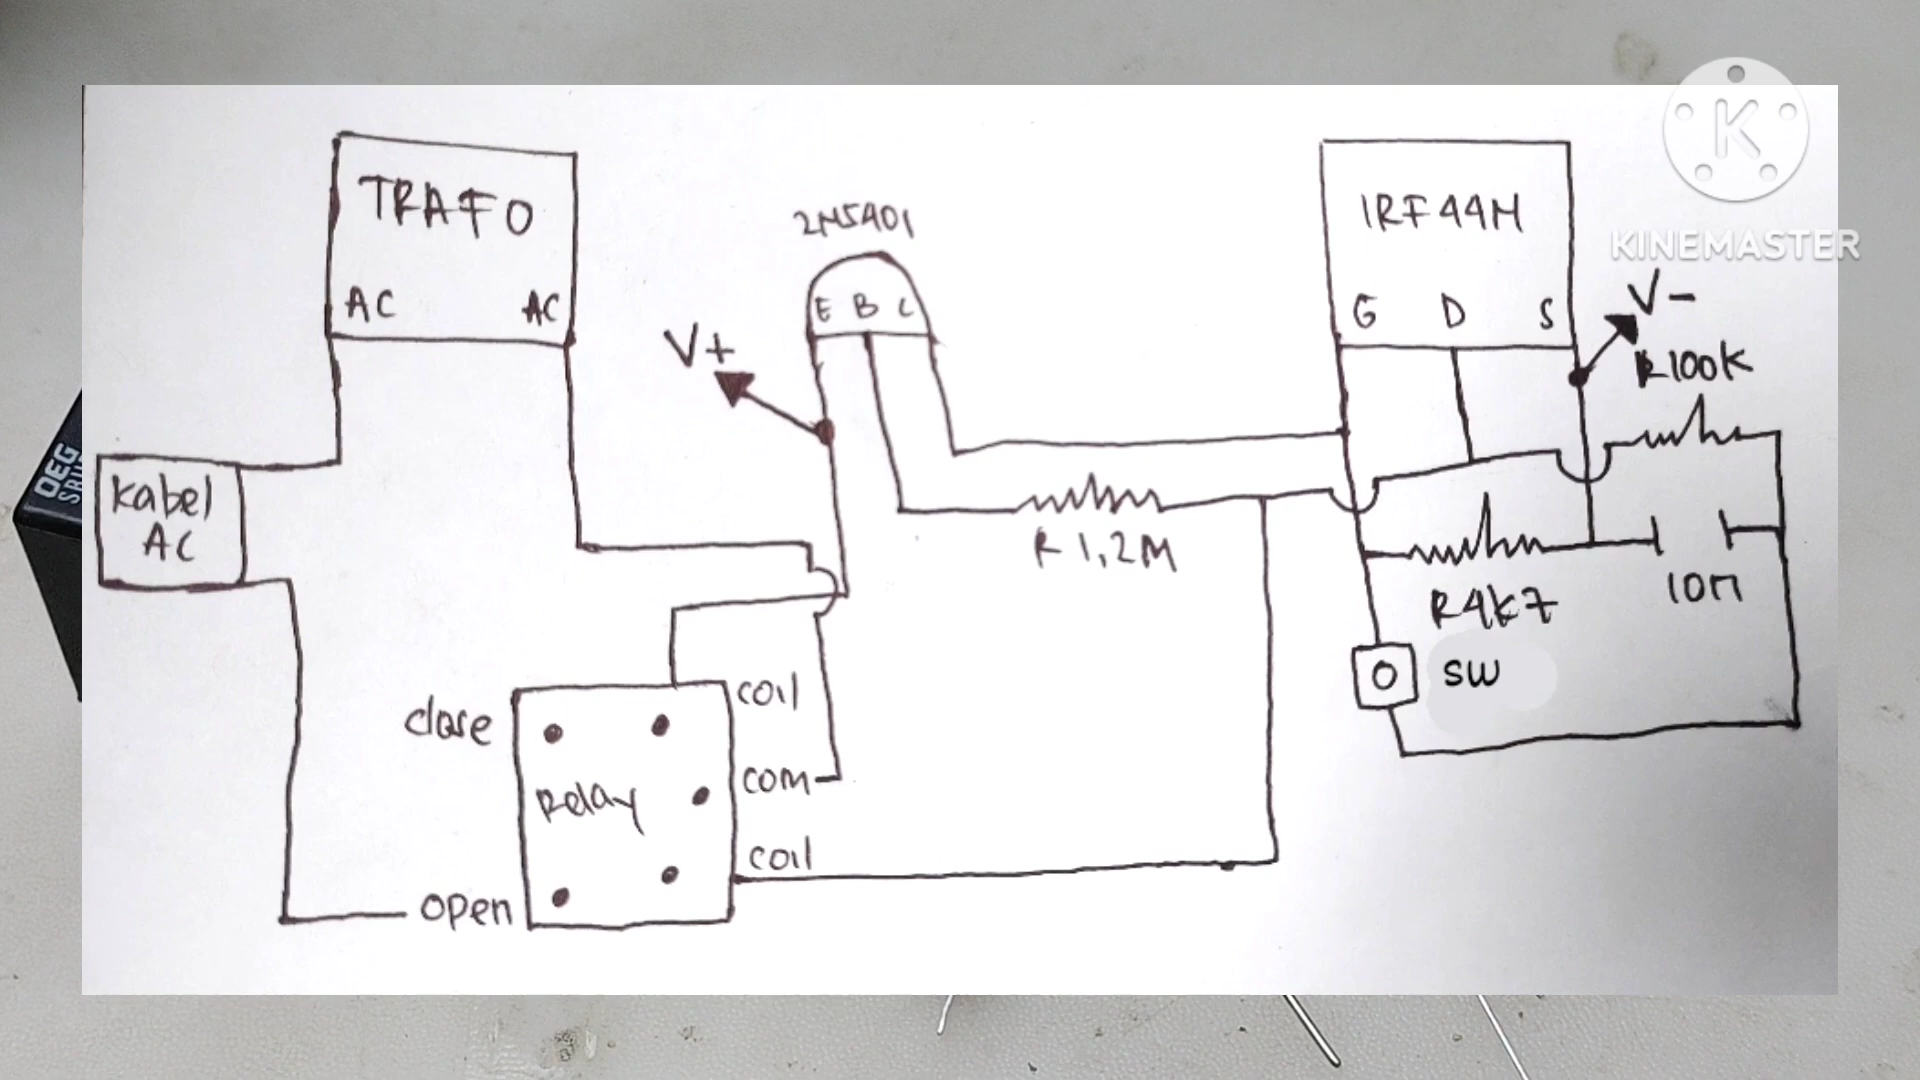 TRAFO
AC AC
2N5401
E B C
IRF44N
G D S
V+
V-
R100K
Kabel
AC
R 1,2M
10n
R4K7
SW
close
coil
Relay
com
coil
open
OEG
KINEMASTER